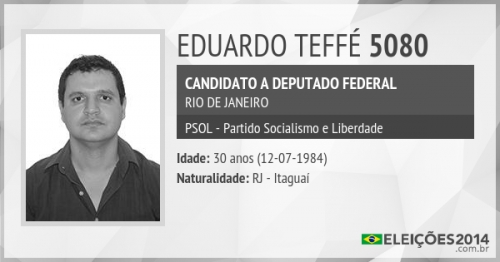 EDUARDO TEFFÉ 5080
CANDIDATO A DEPUTADO FEDERAL
RIO DE JANEIRO
PSOL - Partido Socialismo e Liberdade
Idade: 30 anos (12-07-1984)
Naturalidade: RJ - Itaguaí
ELEIÇÕES2014
.com.br